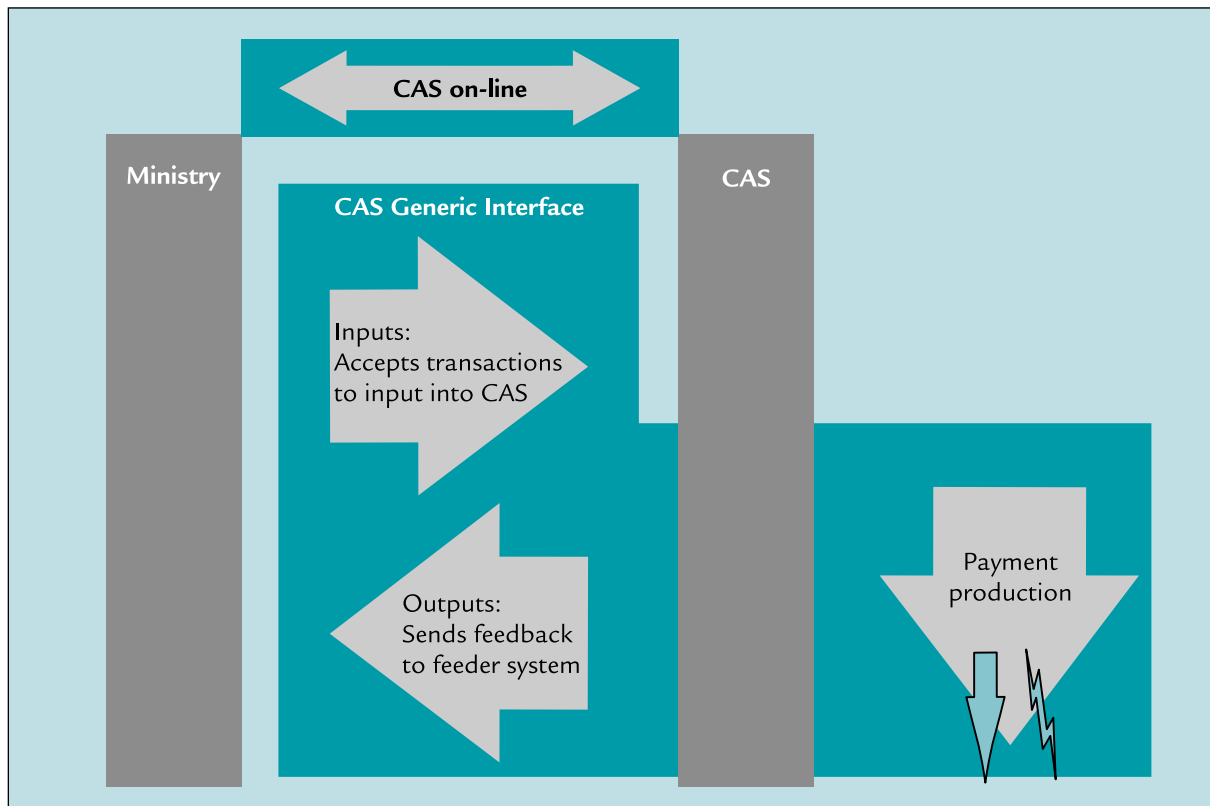 CAS on-line
Ministry
CAS
CAS Generic Interface
Inputs:
Accepts transactions
to input into CAS
Outputs:
Sends feedback
to feeder system
Payment
production